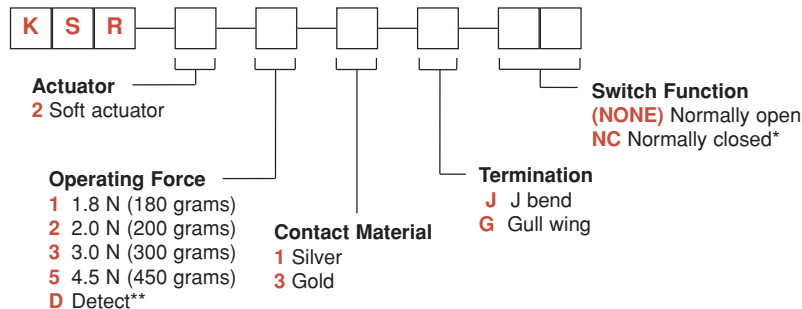 K S R
Actuator
2 Soft actuator
Switch Function
(NONE) Normally open
NC Normally closed*
Operating Force
1 1.8 N (180 grams)
2 2.0 N (200 grams)
3 3.0 N (300 grams)
5 4.5 N (450 grams)
D Detect**
Contact Material
1 Silver
3 Gold
Termination
J J bend
G Gull wing